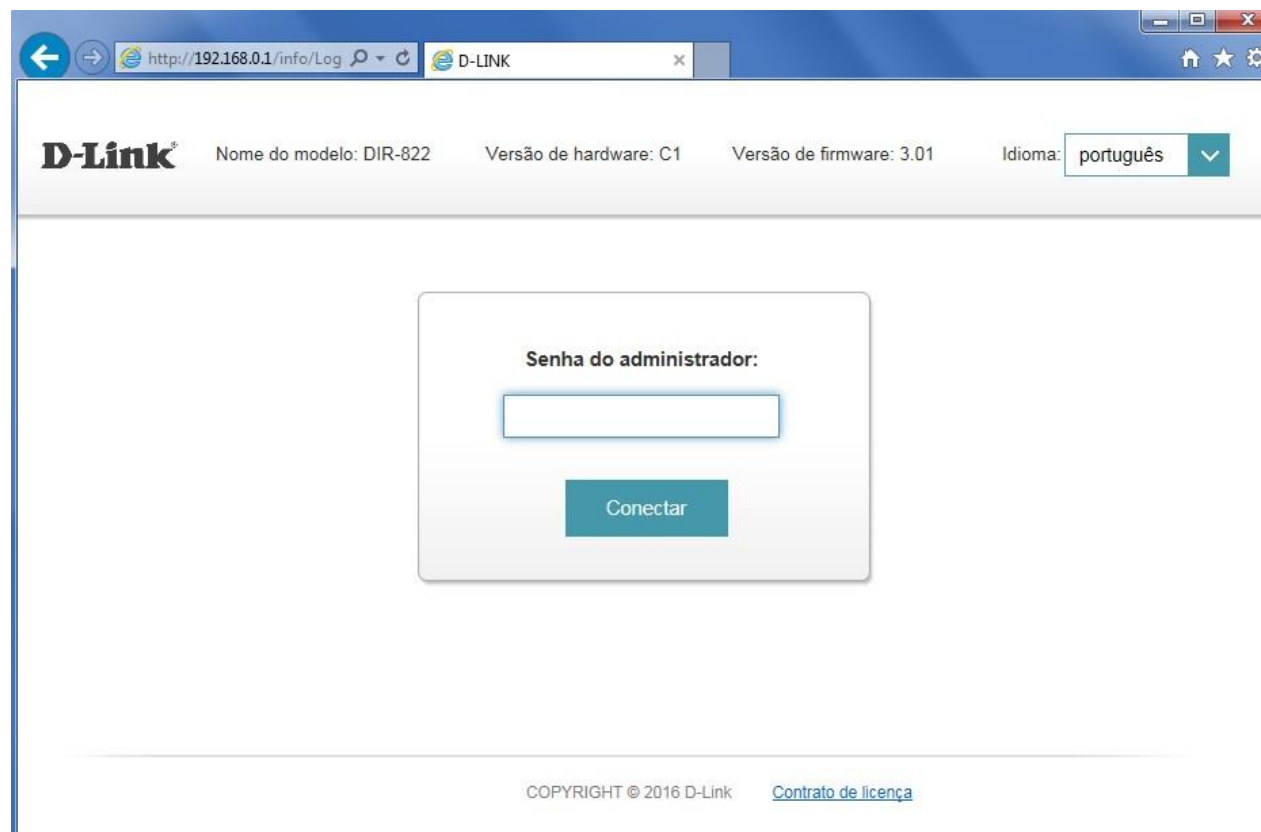 http://192.168.0.1/info/Log D-LINK
D-Link® Nome do modelo: DIR-822 Versão de hardware: C1 Versão de firmware: 3.01 Idioma: português
Senha do administrador:
Conectar
COPYRIGHT © 2016 D-Link Contrato de licença